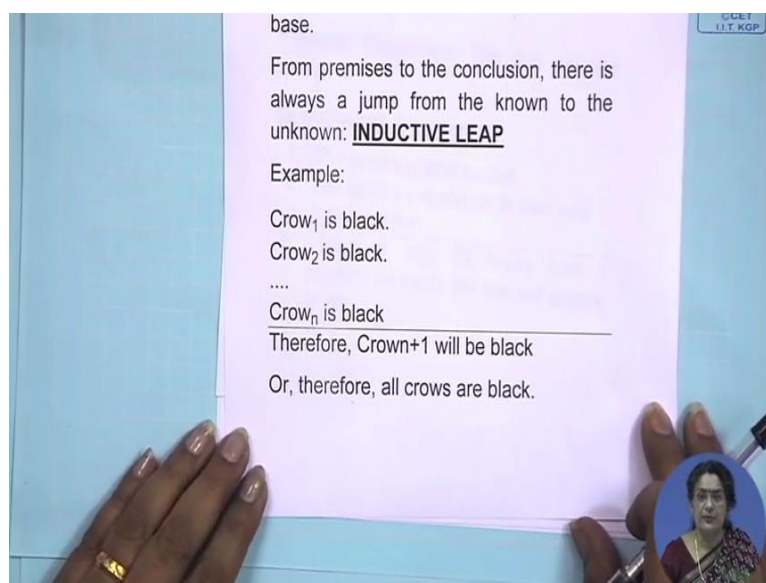 CCET
I.I.T. KGP
base.
From premises to the conclusion, there is
always a jump from the known to the
unknown: INDUCTIVE LEAP
Example:
Crow₁ is black.
Crow₂ is black.
....
Crowₙ is black
Therefore, Crown+1 will be black
Or, therefore, all crows are black.